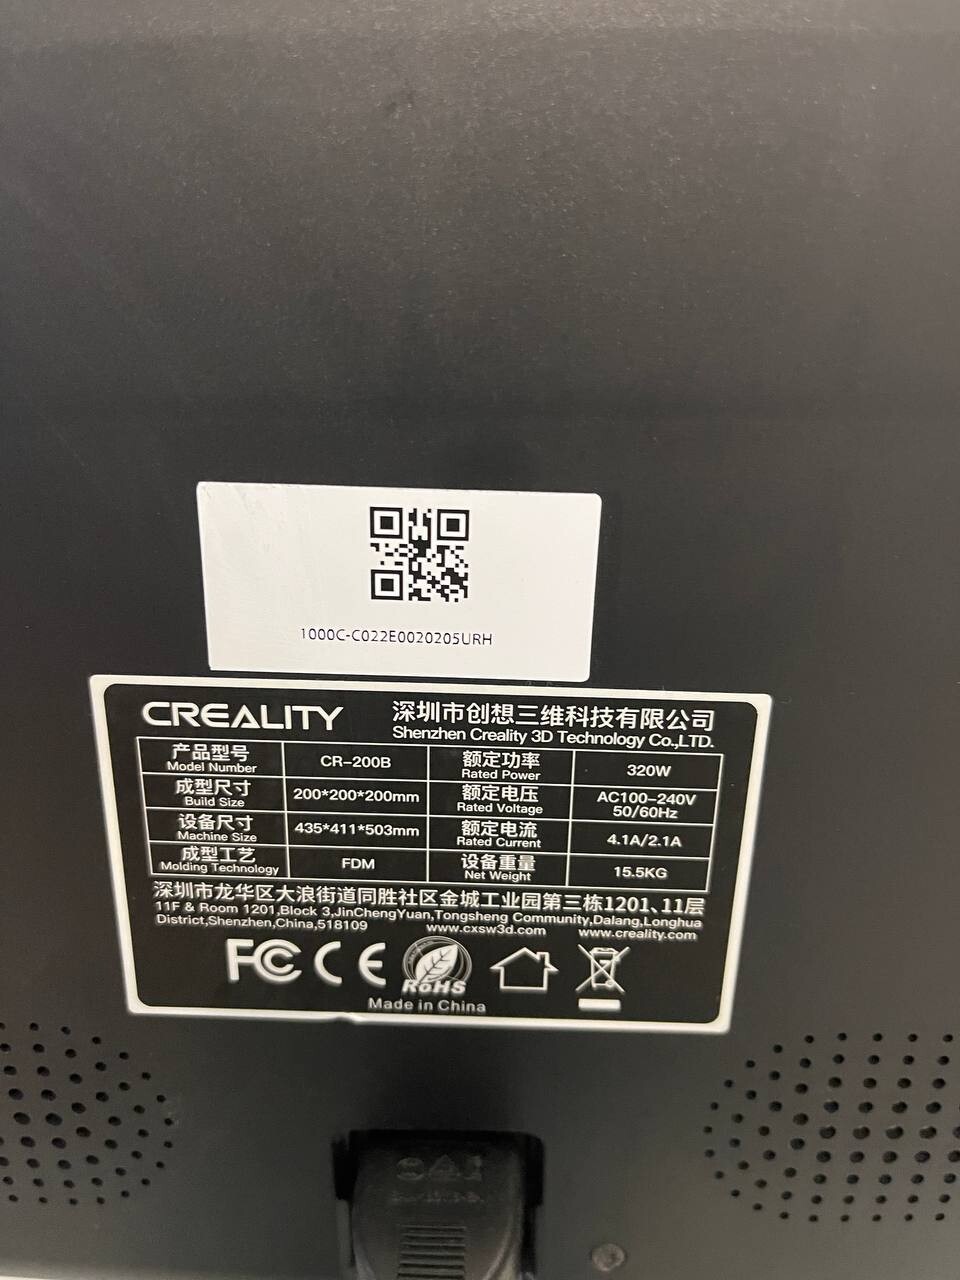 1000C-C022E0020205URH
CREALITY
深圳市创想三维科技有限公司
Shenzhen Creality 3D Technology Co.,LTD.
产品型号 CR-200B 额定功率 320W
Model Number Rated Power
成型尺寸 200*200*200mm 额定电压 AC100-240V
Build Size Rated Voltage 50/60Hz
设备尺寸 435*411*503mm 额定电流 4.1A/2.1A
Machine Size Rated Current
成型工艺 FDM 设备重量 15.5KG
Molding Technology Net Weight
深圳市龙华区大浪街道同胜社区金城工业园第三栋1201、11层
11F & Room 1201,Block 3,JinChengYuan,Tongsheng Community,Dalang,Longhua
District,Shenzhen,China,518109 www.cxsw3d.com www.creality.com
FC CE RoHS
Made in China